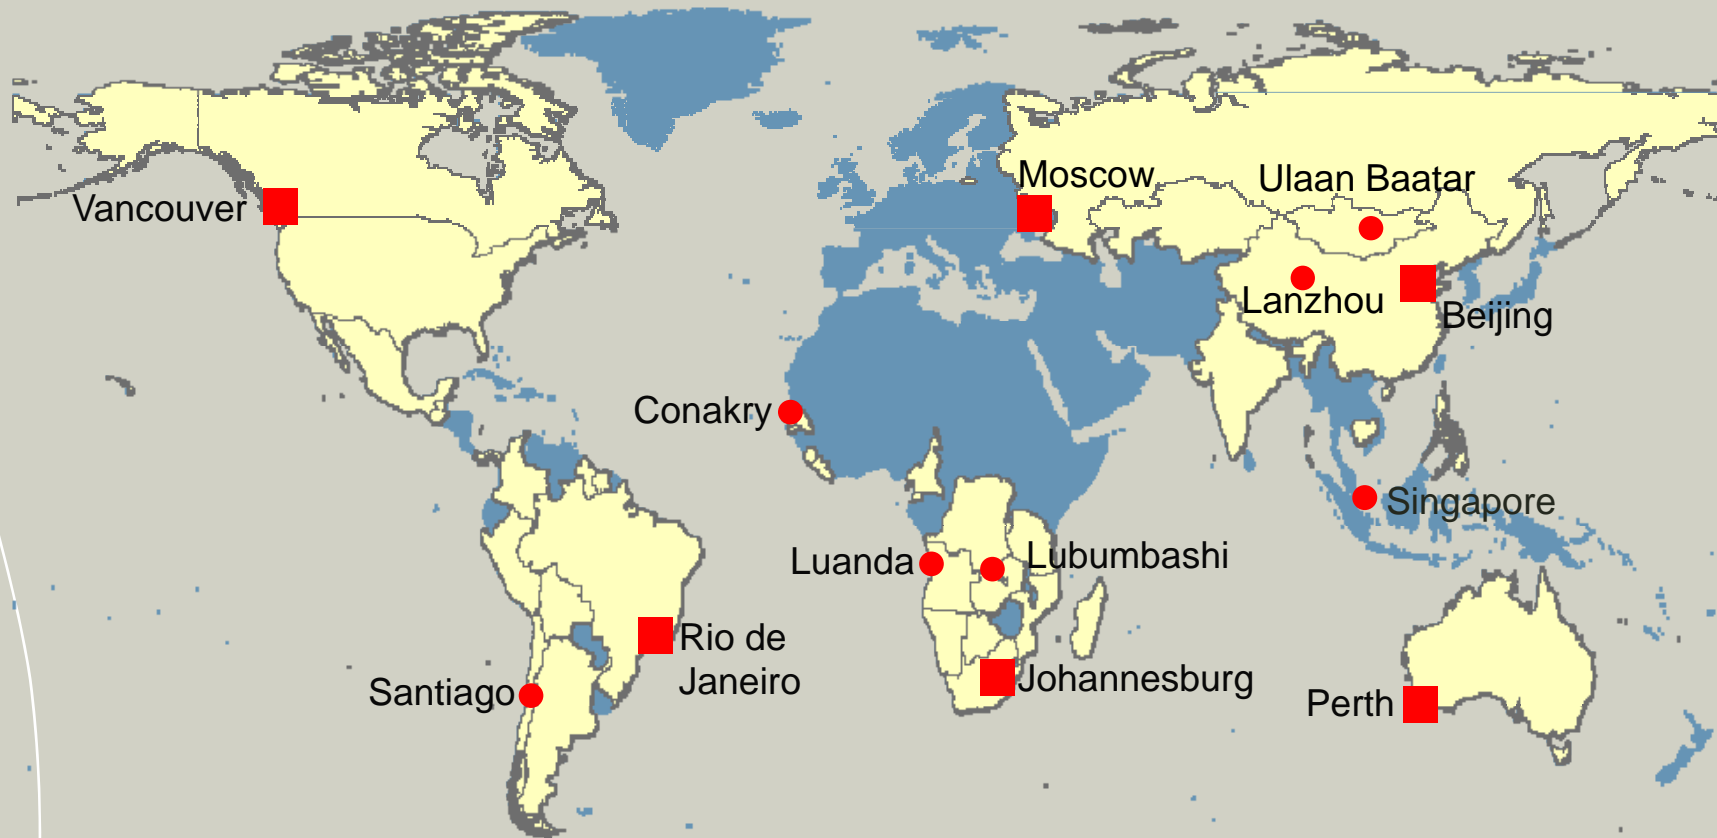 Moscow
Ulaan Baatar
Vancouver
Lanzhou
Beijing
Conakry
Singapore
Luanda
Lubumbashi
Rio de
Janeiro
Santiago
Johannesburg
Perth